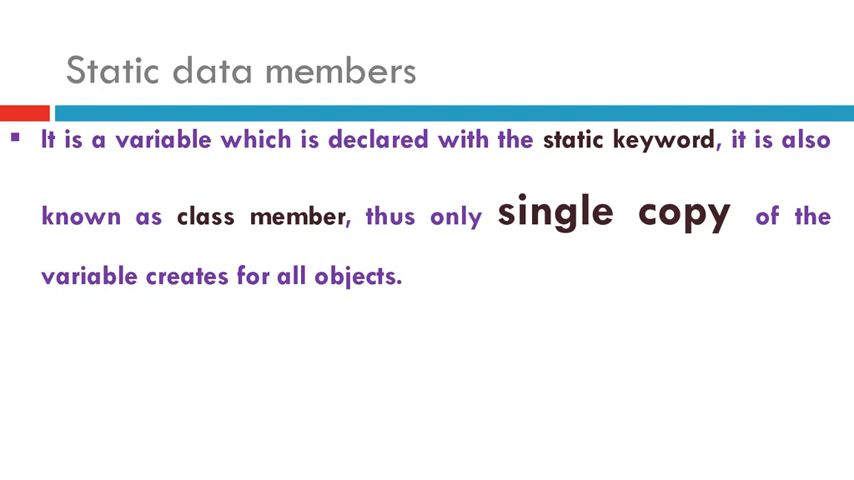 Static data members
▪ It is a variable which is declared with the static keyword, it is also
known as class member, thus only single copy of the
variable creates for all objects.